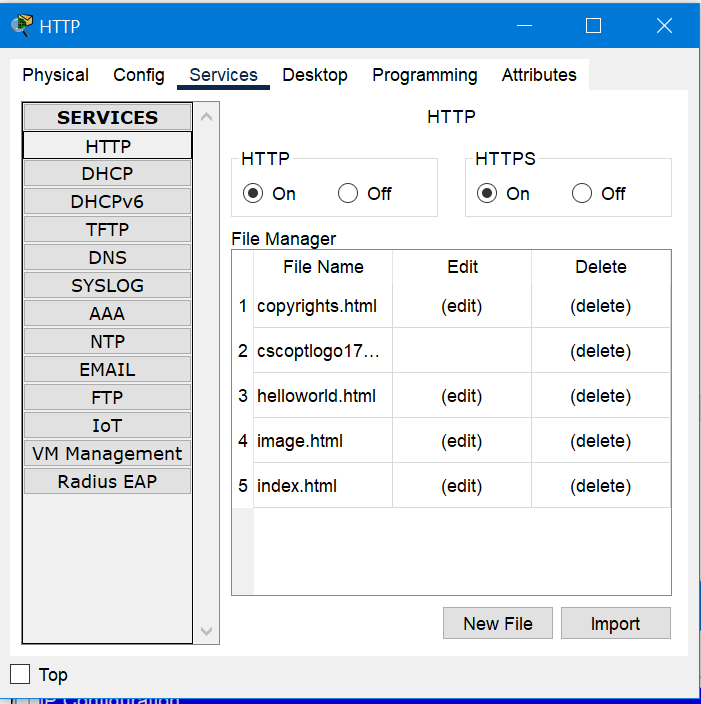 HTTP
Physical Config Services Desktop Programming Attributes
SERVICES
HTTP
DHCP
DHCPv6
TFTP
DNS
SYSLOG
AAA
NTP
EMAIL
FTP
IoT
VM Management
Radius EAP
HTTP
HTTP
On Off
HTTPS
On Off
File Manager
File Name Edit Delete
1 copyrights.html (edit) (delete)
2 cscoptlogo17... (delete)
3 helloworld.html (edit) (delete)
4 image.html (edit) (delete)
5 index.html (edit) (delete)
New File Import
Top
IP Configuration